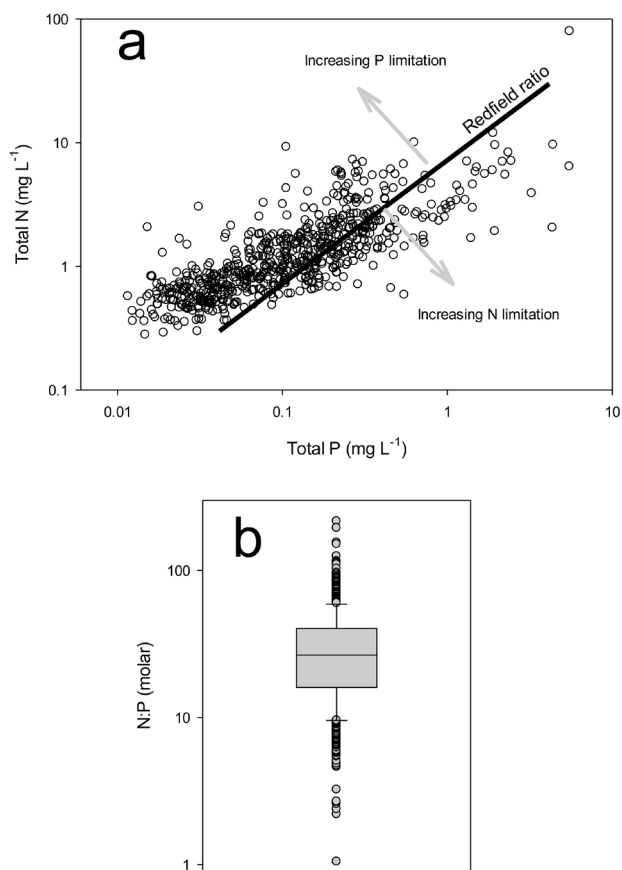 a
100
10
1
0.1
Total N (mg L⁻¹)
Increasing P limitation
Redfield ratio
Increasing N limitation
0.01
0.1
1
10
Total P (mg L⁻¹)
b
100
10
1
N:P (molar)